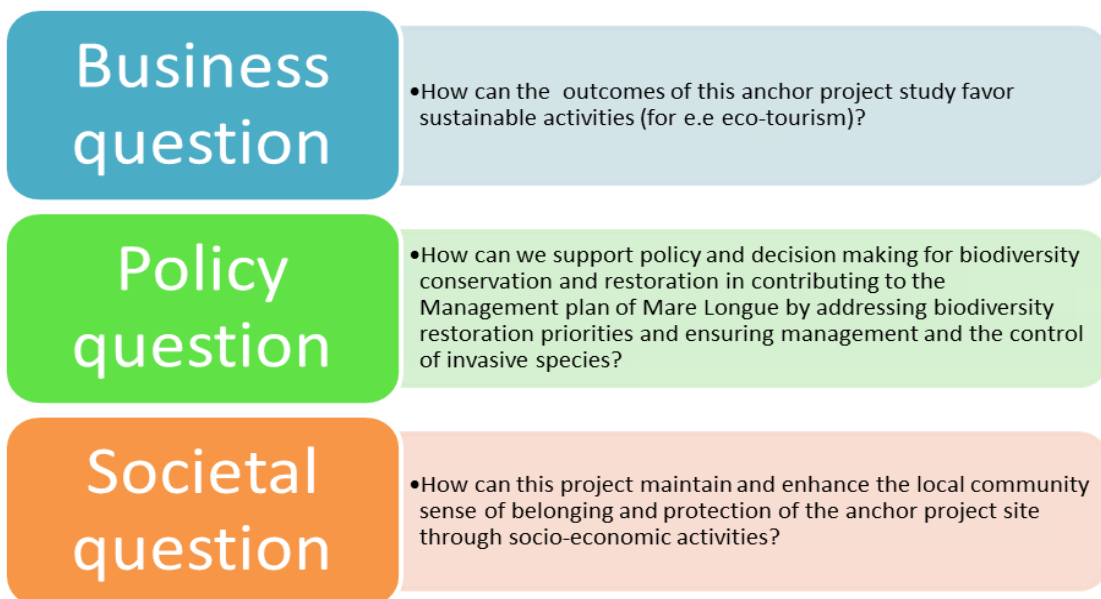 Business
question
•How can the outcomes of this anchor project study favor
sustainable activities (for e.e eco-tourism)?
Policy
question
•How can we support policy and decision making for biodiversity
conservation and restoration in contributing to the
Management plan of Mare Longue by addressing biodiversity
restoration priorities and ensuring management and the control
of invasive species?
Societal
question
•How can this project maintain and enhance the local community
sense of belonging and protection of the anchor project site
through socio-economic activities?